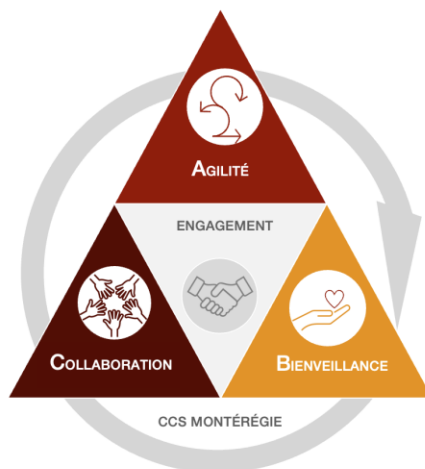 AGILITÉ
ENGAGEMENT
COLLABORATION
BIENVEILLANCE
CCS MONTÉRÉGIE